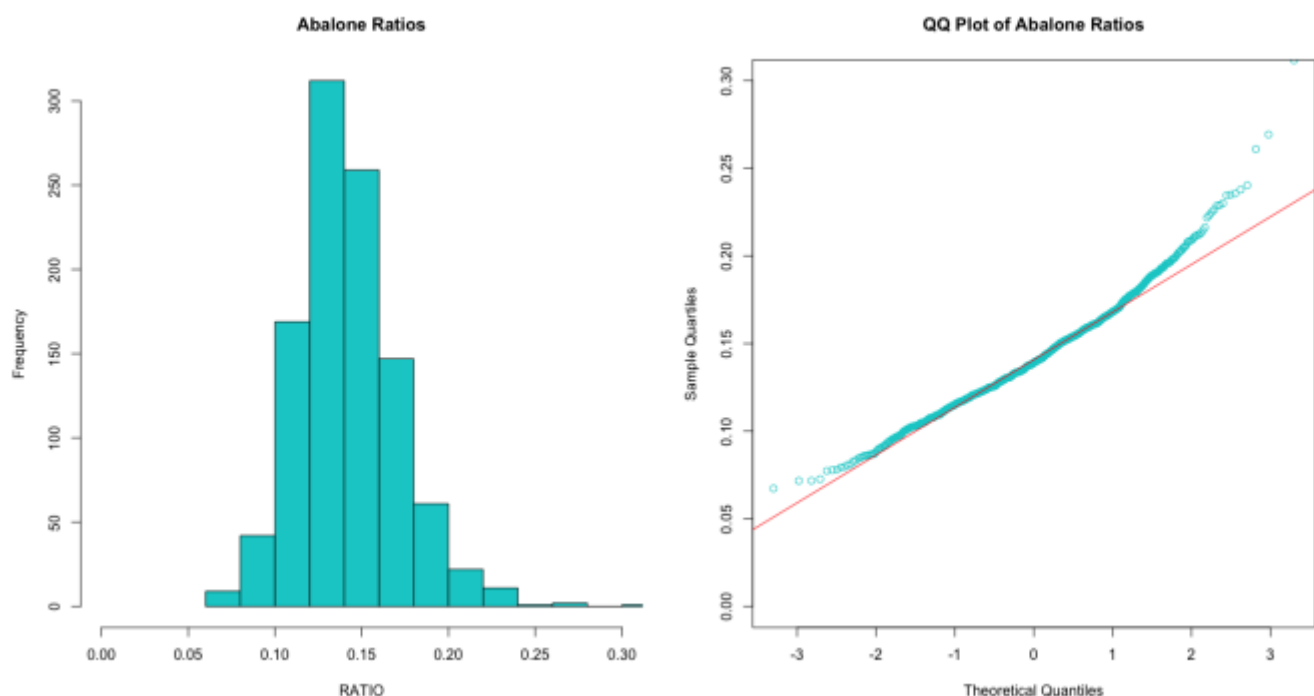 Abalone Ratios
Frequency
0
50
100
150
200
250
300
0.00 0.05 0.10 0.15 0.20 0.25 0.30
RATIO
QQ Plot of Abalone Ratios
Sample Quartiles
0.00
0.05
0.10
0.15
0.20
0.25
0.30
-3 -2 -1 0 1 2 3
Theoretical Quantiles